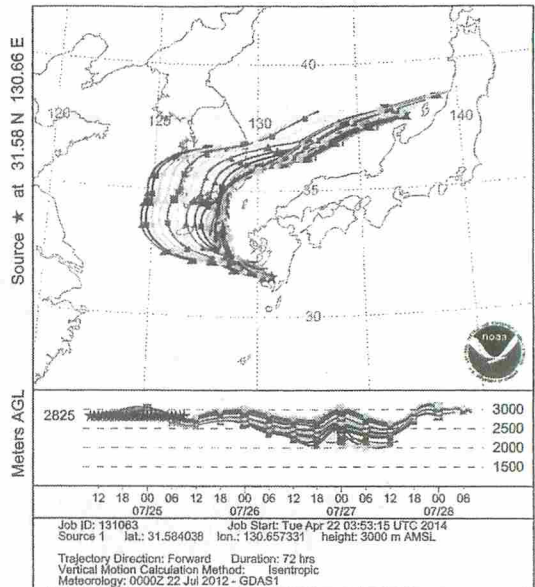 Source ★ at 31.58 N 130.66 E
40
120
125
130
140
35
30
noaa
Meters AGL
2825
3000
2500
2000
1500
12 18 00 06 12 18 00 06 12 18 00 06 12 18 00 06
07/25 07/26 07/27 07/28
Job ID: 131063 Job Start: Tue Apr 22 03:53:15 UTC 2014
Source 1 lat.: 31.584038 lon.: 130.657331 height: 3000 m AMSL
Trajectory Direction: Forward Duration: 72 hrs
Vertical Motion Calculation Method: Isentropic
Meteorology: 0000Z 22 Jul 2012 - GDAS1